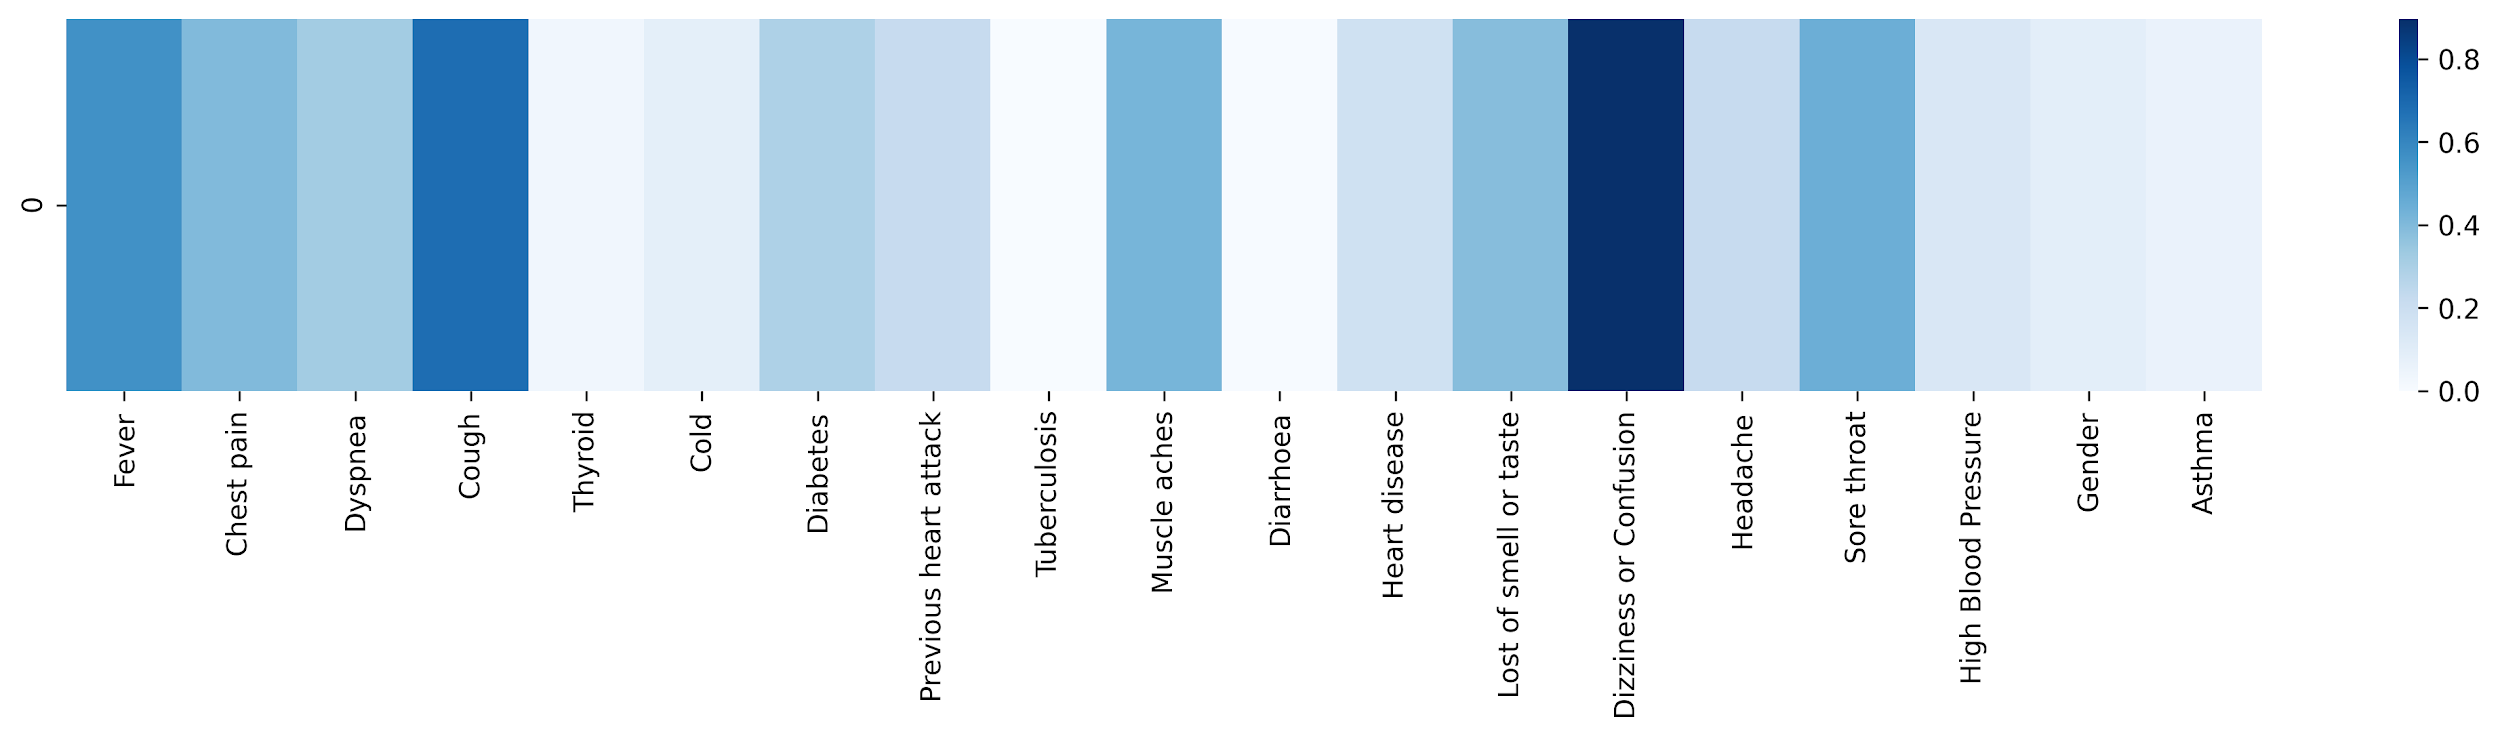 0
Fever
Chest pain
Dyspnea
Cough
Thyroid
Cold
Diabetes
Previous heart attack
Tuberculosis
Muscle aches
Diarrhoea
Heart disease
Lost of smell or taste
Dizziness or Confusion
Headache
Sore throat
High Blood Pressure
Gender
Asthma
0.8
0.6
0.4
0.2
0.0